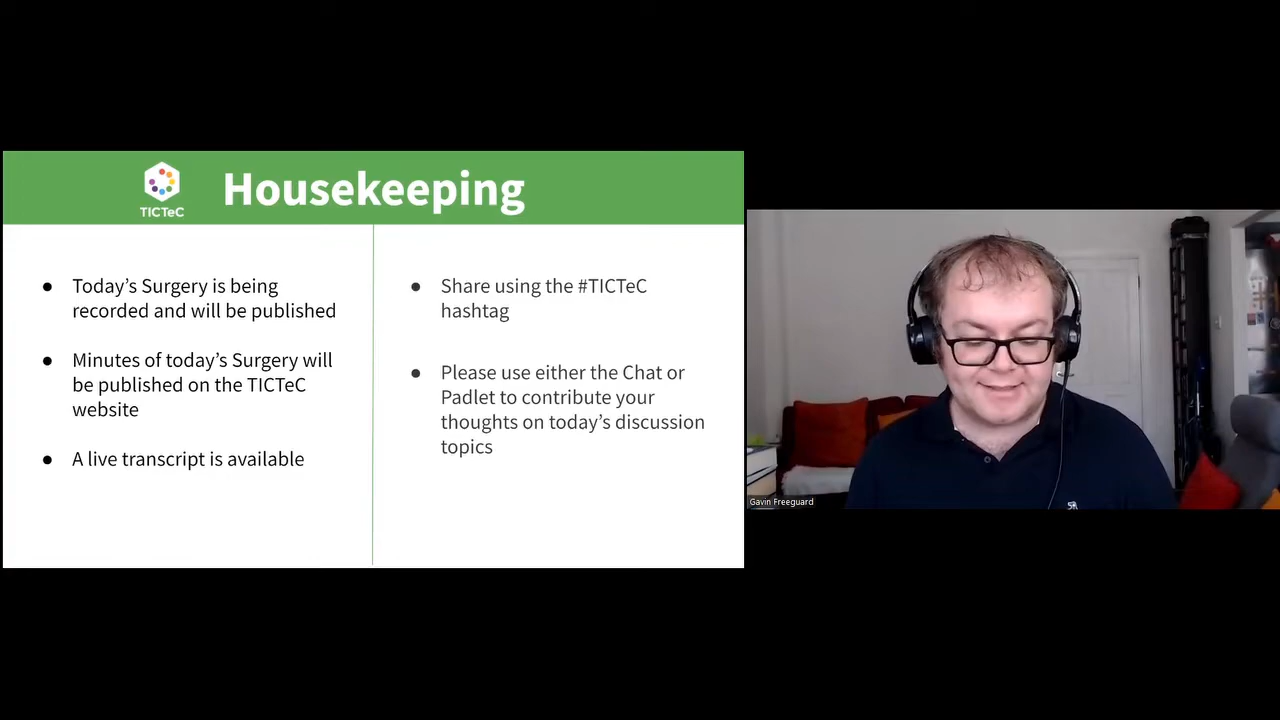 TICTeC
Housekeeping
● Today's Surgery is being
recorded and will be published
● Minutes of today's Surgery will
be published on the TICTeC
website
● A live transcript is available
● Share using the #TICTeC
hashtag
● Please use either the Chat or
Padlet to contribute your
thoughts on today's discussion
topics
Gavin Freeguard